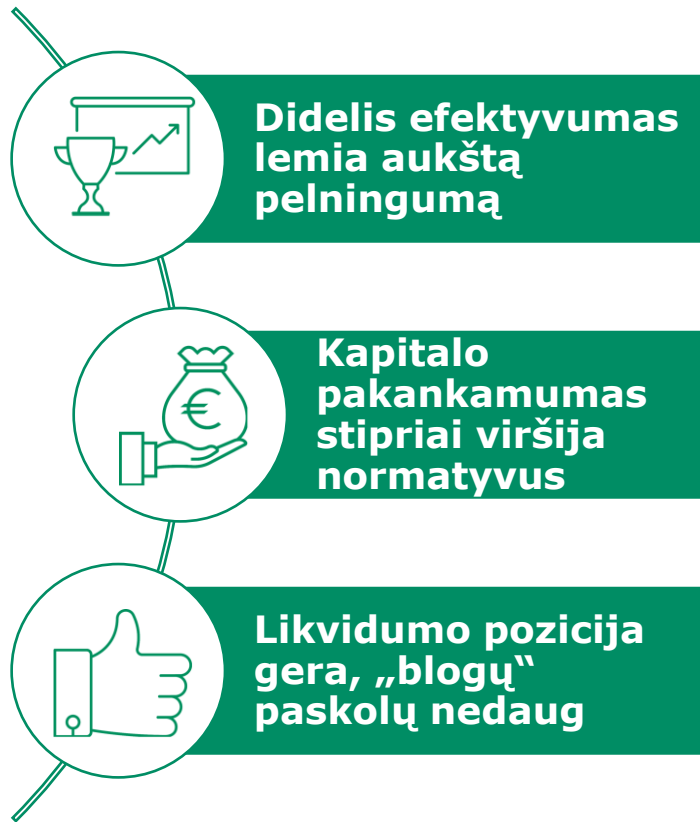 Didelis efektyvumas
lemia aukštą
pelningumą
€
Kapitalo
pakankamumas
stipriai viršija
normatyvus
Likvidumo pozicija
gera, „blogų“
paskolų nedaug